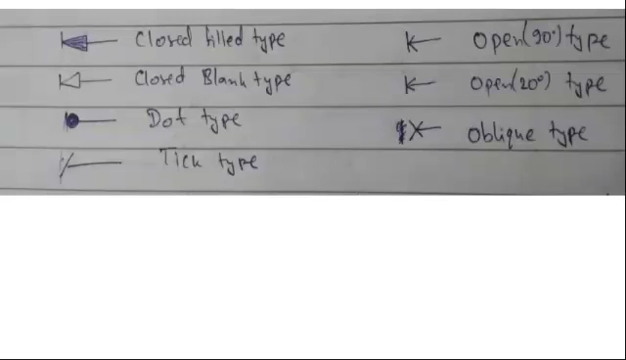 Closed filled type
Closed Blank type
Dot type
Tick type
Open(90°) type
Open(20°) type
Oblique type